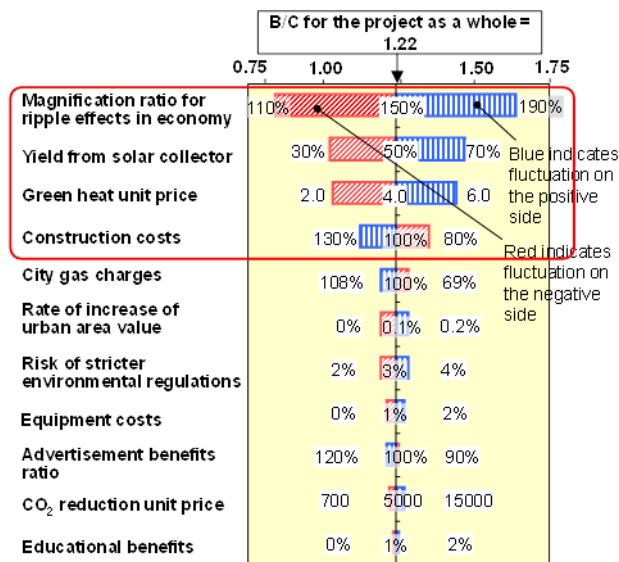 B/C for the project as a whole =
1.22
0.75 1.00 1.50 1.75
Magnification ratio for
ripple effects in economy
110% 150% 190%
Yield from solar collector
30% 50% 70%
Blue indicates
fluctuation on
the positive
side
Green heat unit price
2.0 4.0 6.0
Construction costs
130% 100% 80%
Red indicates
fluctuation on
the negative
side
City gas charges
108% 100% 69%
Rate of increase of
urban area value
0% 0.1% 0.2%
Risk of stricter
environmental regulations
2% 3% 4%
Equipment costs
0% 1% 2%
Advertisement benefits
ratio
120% 100% 90%
CO₂ reduction unit price
700 5000 15000
Educational benefits
0% 1% 2%